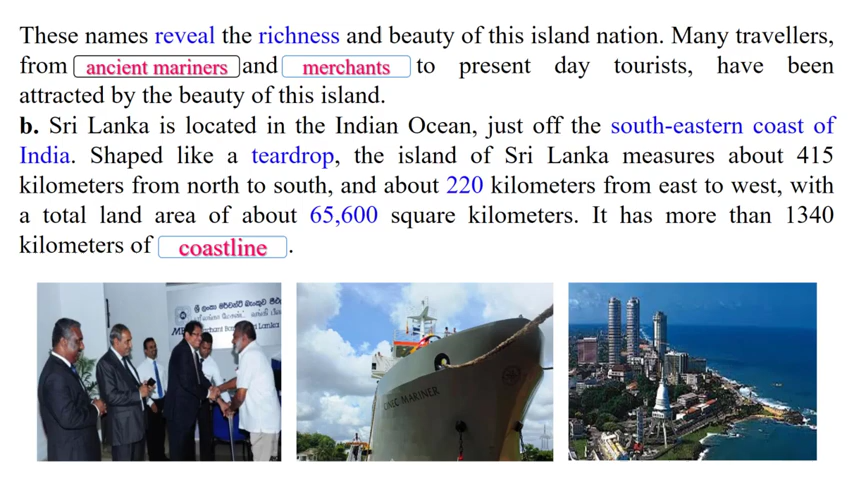 These names reveal the richness and beauty of this island nation. Many travellers,
from ancient mariners and merchants to present day tourists, have been
attracted by the beauty of this island.
b. Sri Lanka is located in the Indian Ocean, just off the south-eastern coast of
India. Shaped like a teardrop, the island of Sri Lanka measures about 415
kilometers from north to south, and about 220 kilometers from east to west, with
a total land area of about 65,600 square kilometers. It has more than 1340
kilometers of coastline .
MARINER